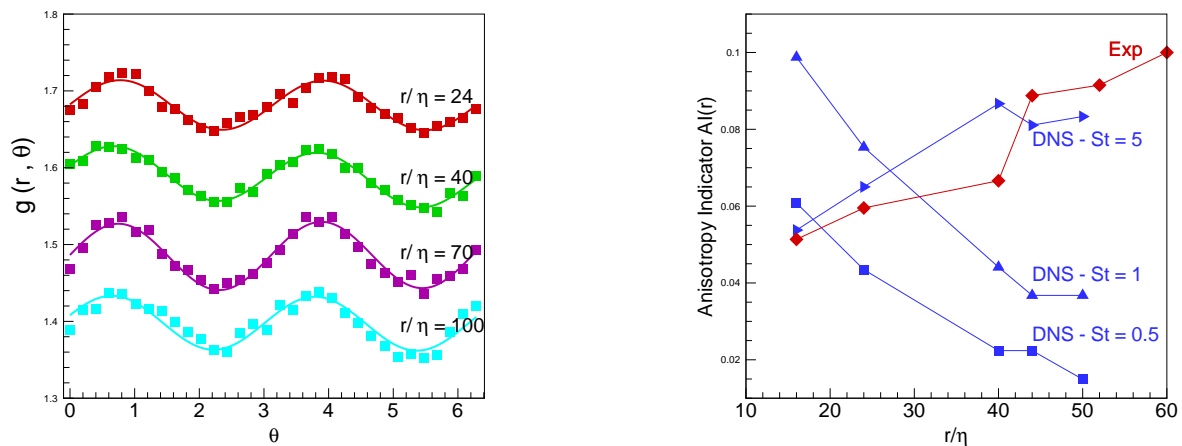 g (r , θ)
1.8
1.7
1.6
1.5
1.4
1.3
r/ η = 24
r/ η = 40
r/ η = 70
r/ η = 100
0 1 2 3 4 5 6
θ
Anisotropy Indicator AI(r)
0.1
0.08
0.06
0.04
0.02
Exp
DNS - St = 5
DNS - St = 1
DNS - St = 0.5
10 20 30 40 50 60
r/η